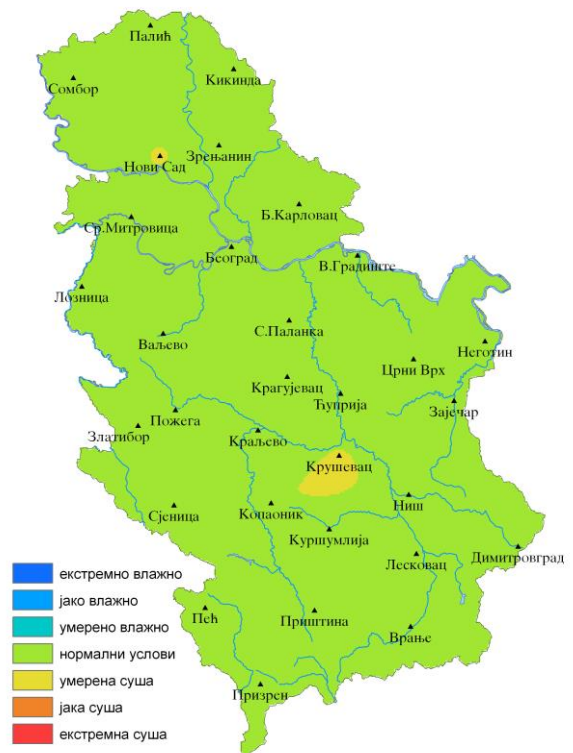 Палић
Кикинда
Сомбор
Зрењанин
Нови Сад
Б.Карловац
Ср.Митровица
Београд
В.Градиште
Лозница
С.Паланка
Ваљево
Неготин
Црни Врх
Крагујевац
Ћуприја
Зајечар
Пожега
Златибор
Краљево
Крушевац
Ниш
Копаоник
Сјеница
Куршумлија
Димитровград
Лесковац
Пећ
Приштина
Врање
Призрен
екстремно влажно
јако влажно
умерено влажно
нормални услови
умерена суша
јака суша
екстремна суша